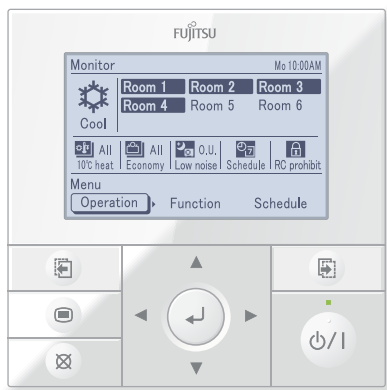 FUJITSU
Monitor Mo 10:00AM
Room 1 Room 2 Room 3
Room 4 Room 5 Room 6
Cool
All All O.U.
10℃ heat Economy Low noise Schedule RC prohibit
Menu
Operation Function Schedule